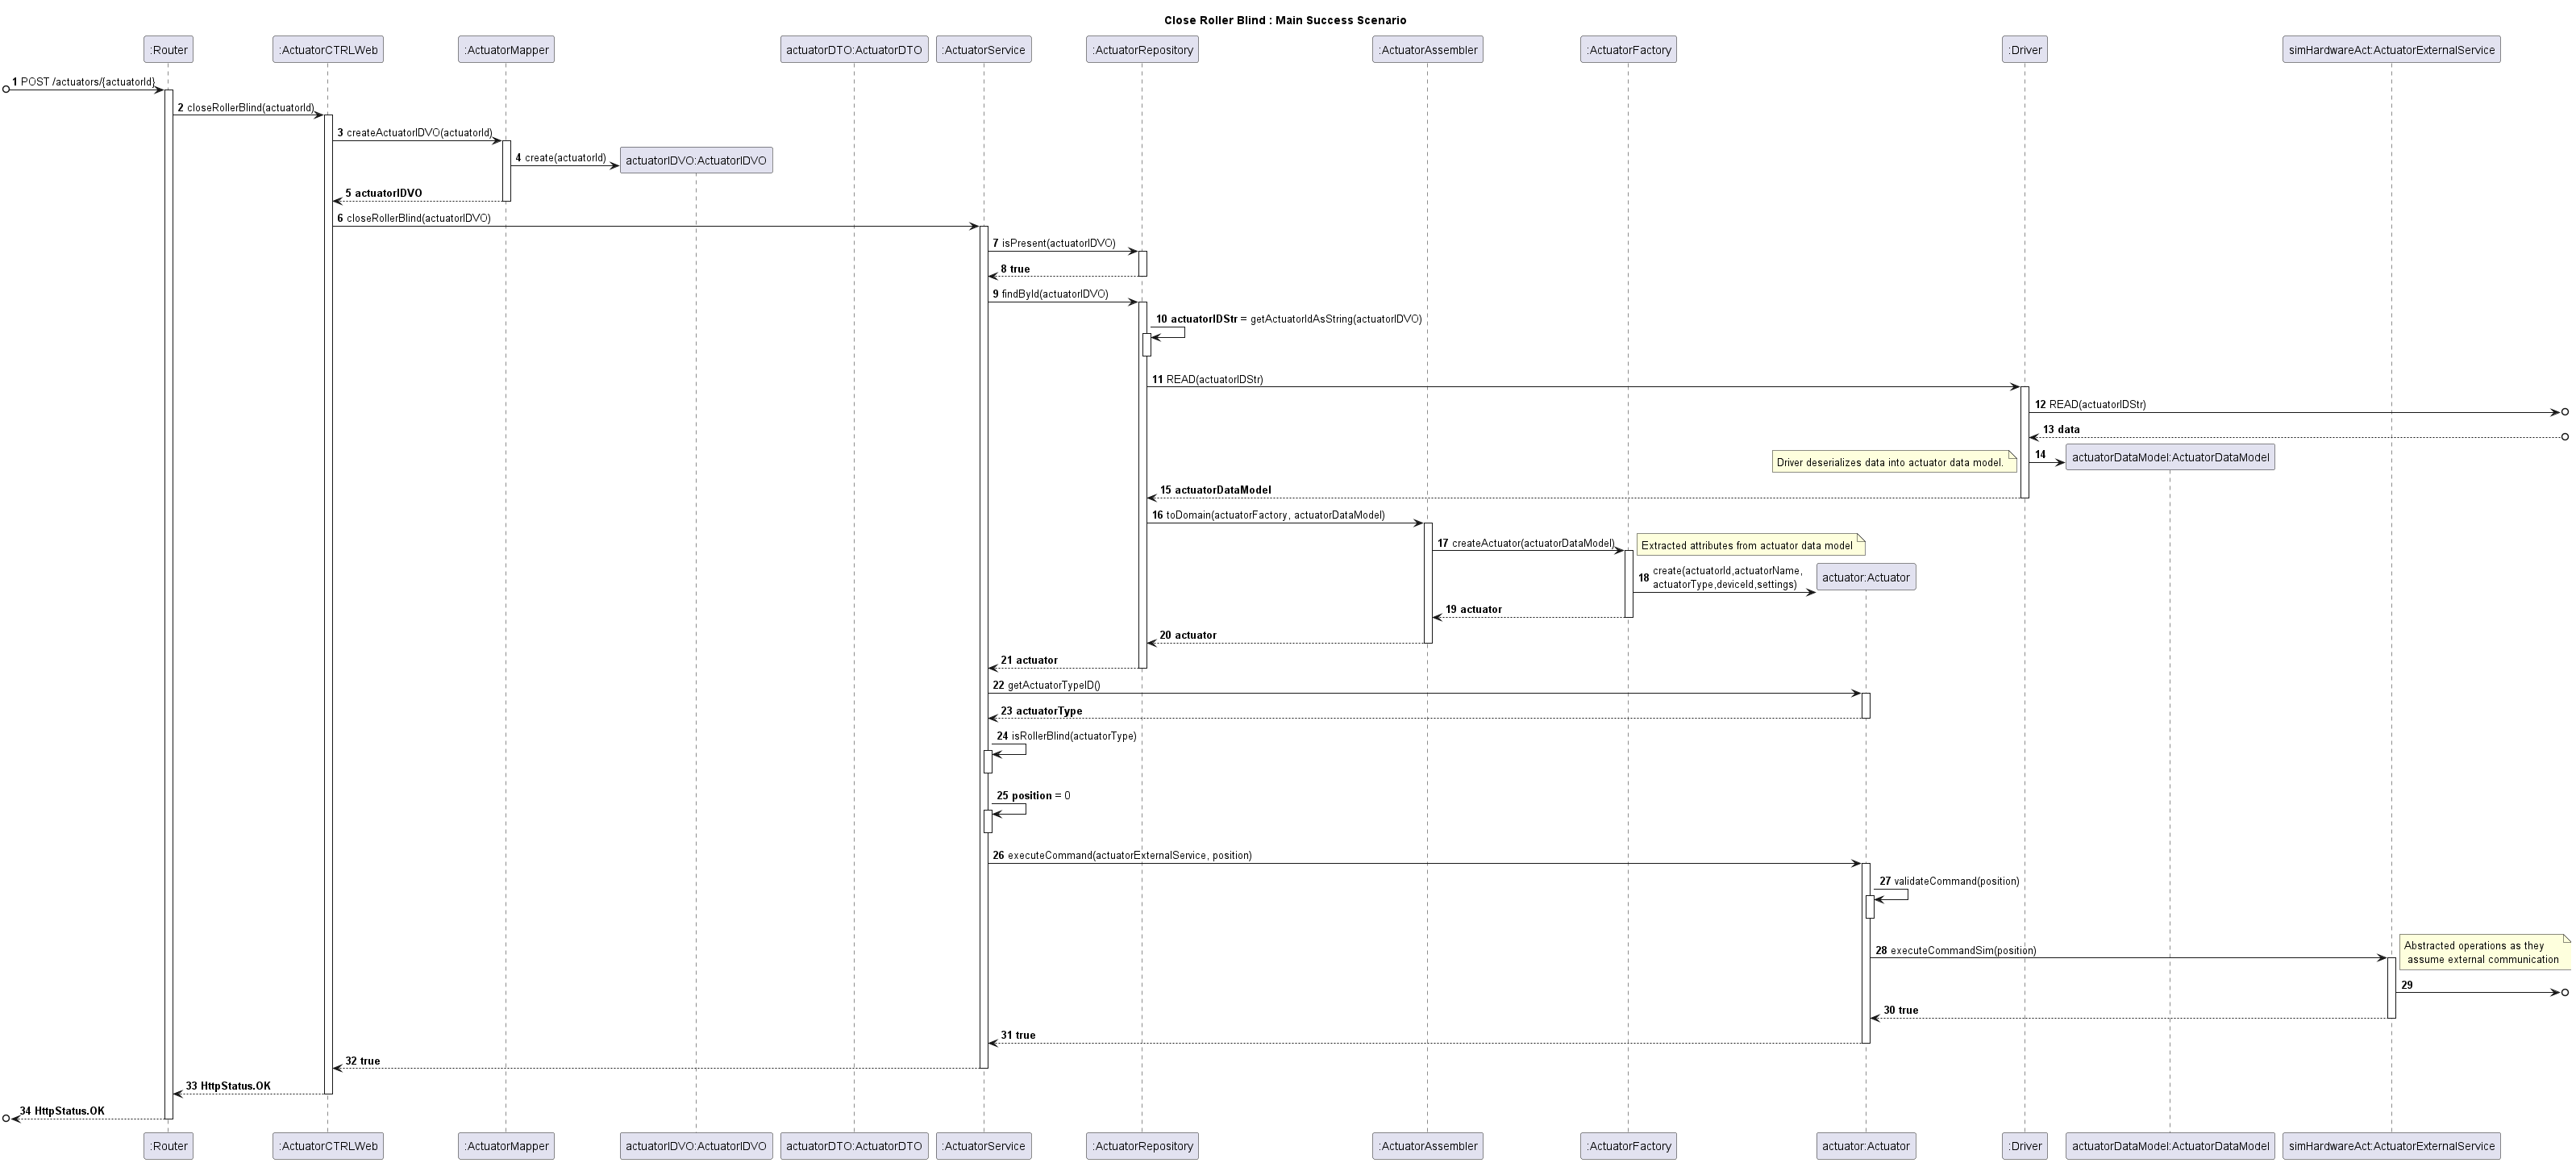 Close Roller Blind : Main Success Scenario
:Router
:ActuatorCTRLWeb
:ActuatorMapper
actuatorDTO:ActuatorDTO
:ActuatorService
:ActuatorRepository
:ActuatorAssembler
:ActuatorFactory
:Driver
simHardwareAct:ActuatorExternalService
1 POST /actuators/{actuatorId}
2 closeRollerBlind(actuatorId)
3 createActuatorIDVO(actuatorId)
4 create(actuatorId)
actuatorIDVO:ActuatorIDVO
5 actuatorIDVO
6 closeRollerBlind(actuatorIDVO)
7 isPresent(actuatorIDVO)
8 true
9 findById(actuatorIDVO)
10 actuatorIDStr = getActuatorIdAsString(actuatorIDVO)
11 READ(actuatorIDStr)
12 READ(actuatorIDStr)
13 data
Driver deserializes data into actuator data model.
14
actuatorDataModel:ActuatorDataModel
15 actuatorDataModel
16 toDomain(actuatorFactory, actuatorDataModel)
17 createActuator(actuatorDataModel)
Extracted attributes from actuator data model
18 create(actuatorId,actuatorName,
actuatorType,deviceId,settings)
actuator:Actuator
19 actuator
20 actuator
21 actuator
22 getActuatorTypeID()
23 actuatorType
24 isRollerBlind(actuatorType)
25 position = 0
26 executeCommand(actuatorExternalService, position)
27 validateCommand(position)
28 executeCommandSim(position)
Abstracted operations as they
assume external communication
29
30 true
31 true
32 true
33 HttpStatus.OK
34 HttpStatus.OK
:Router
:ActuatorCTRLWeb
:ActuatorMapper
actuatorIDVO:ActuatorIDVO
actuatorDTO:ActuatorDTO
:ActuatorService
:ActuatorRepository
:ActuatorAssembler
:ActuatorFactory
actuator:Actuator
:Driver
actuatorDataModel:ActuatorDataModel
simHardwareAct:ActuatorExternalService